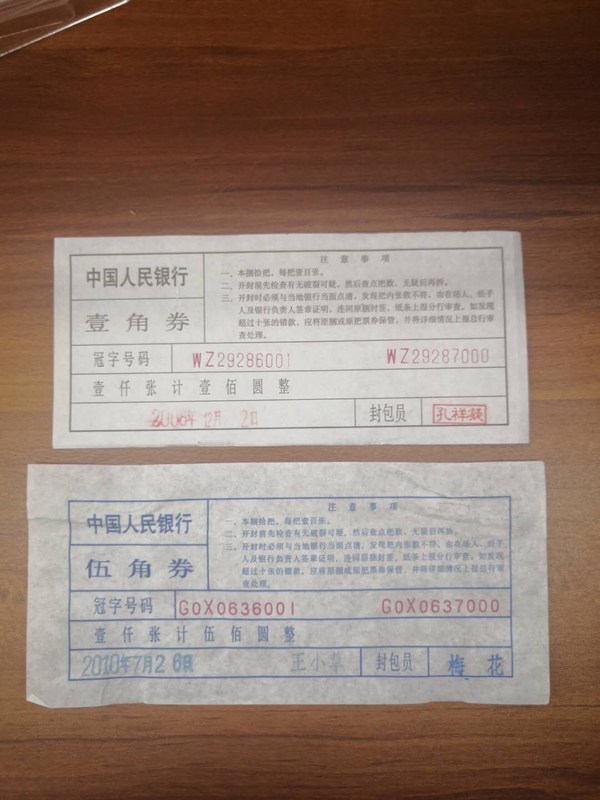 中国人民银行
壹角券
注意事项
一、本捆拾把，每把壹百张。
二、开封前先检查有无破裂可疑，然后查点把数，无疑后再拆。
三、开封时必须与当地银行当面点清，发现把内张数不符，由在场人、经手
人及银行负责人签章证明，连同原捆封签，纸条上报分行审查。如发现
超过十张的错款，应将原捆或原把票券保管，并将详细情况上报总行审
查处理。
冠字号码 WZ29286001 WZ29287000
壹仟张计壹佰圆整
12月 2日 封包员 孔祥
中国人民银行
伍角券
注意事项
一、本捆拾把，每把壹百张。
二、开封前先检查有无破裂可疑，然后查点把数，无疑后再拆。
三、开封时必须与当地银行当面点清，发现把内张数不符，由在场人、经手
人及银行负责人签章证明，连同原捆封签，纸条上报分行审查。如发现
超过十张的错款，应将原捆或原把票券保管，并将详细情况上报总行审
查处理。
冠字号码 G0X0636001 G0X0637000
壹仟张计伍佰圆整
2010年7月26日 王小草 封包员 梅花